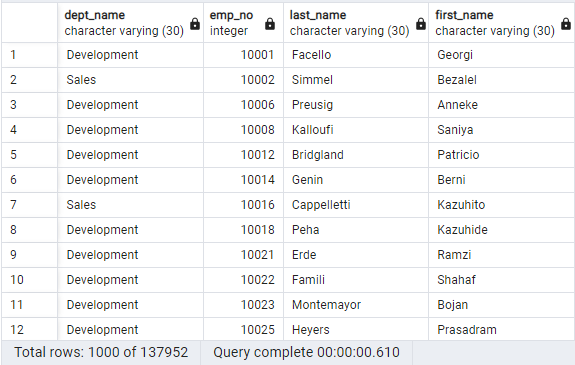 dept_name emp_no last_name first_name
character varying (30) integer character varying (30) character varying (30)
1 Development 10001 Facello Georgi
2 Sales 10002 Simmel Bezalel
3 Development 10006 Preusig Anneke
4 Development 10008 Kalloufi Saniya
5 Development 10012 Bridgland Patricio
6 Development 10014 Genin Berni
7 Sales 10016 Cappelletti Kazuhito
8 Development 10018 Peha Kazuhide
9 Development 10021 Erde Ramzi
10 Development 10022 Famili Shahaf
11 Development 10023 Montemayor Bojan
12 Development 10025 Heyers Prasadram
Total rows: 1000 of 137952 Query complete 00:00:00.610